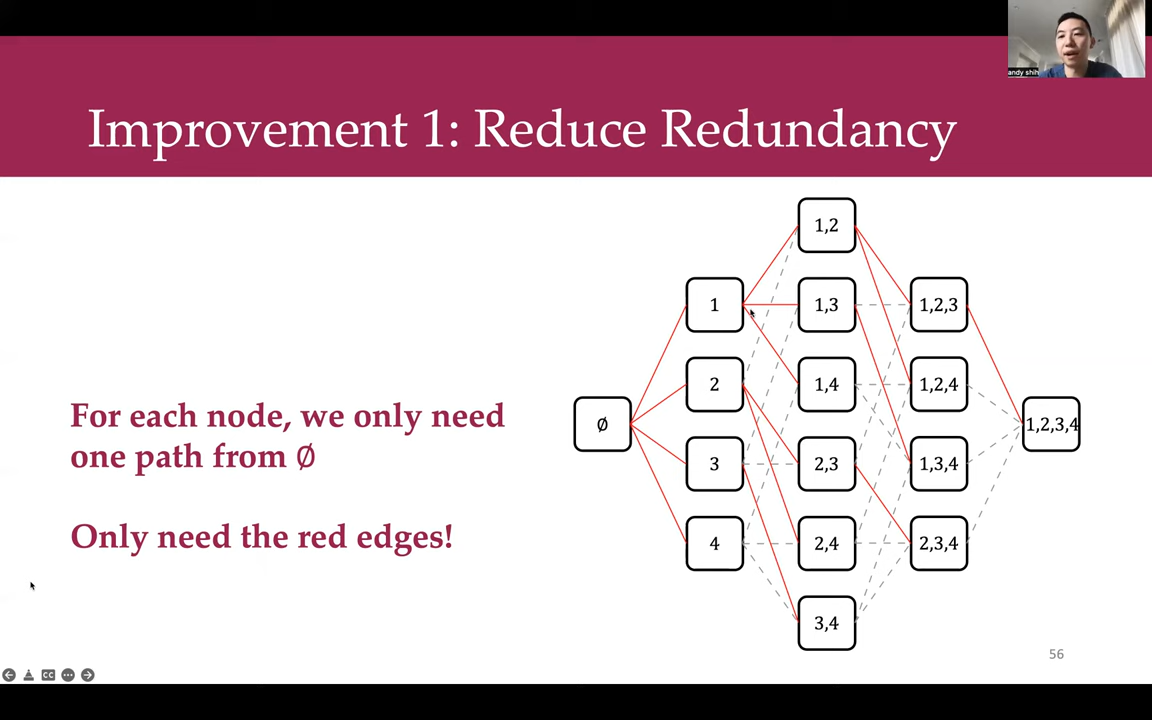 andy shih
Improvement 1: Reduce Redundancy
For each node, we only need
one path from ∅
Only need the red edges!
∅
1
2
3
4
1,2
1,3
1,4
2,3
2,4
3,4
1,2,3
1,2,4
1,3,4
2,3,4
1,2,3,4
56
CC